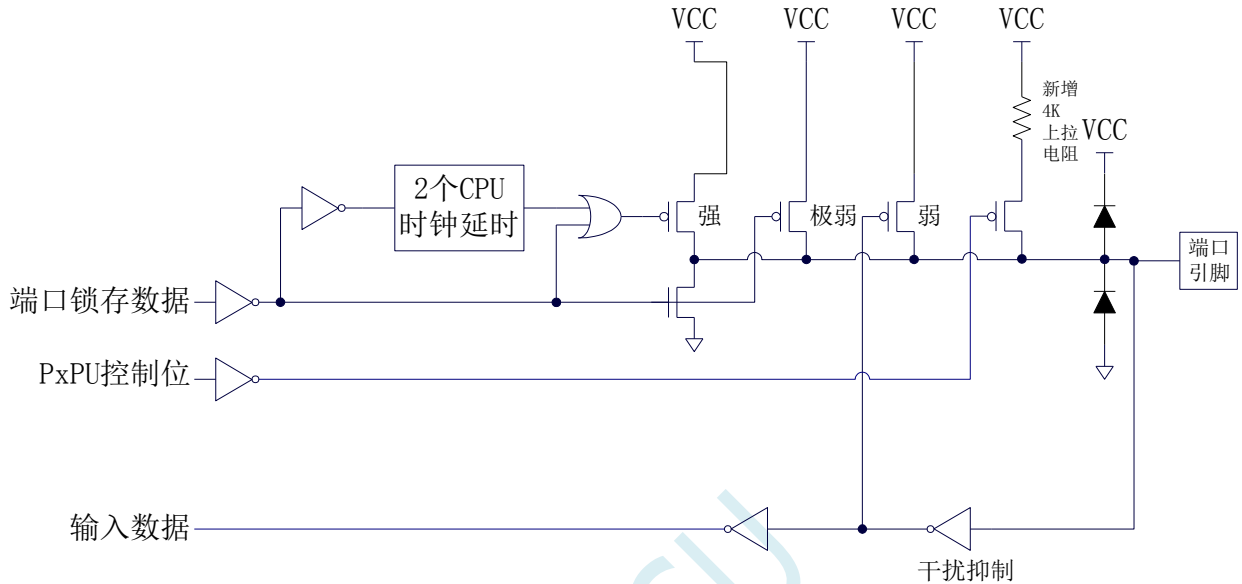 VCC
VCC
VCC
VCC
新增
4K
上拉
电阻
VCC
2个CPU
时钟延时
强
极弱
弱
端口
引脚
端口锁存数据
PxPU控制位
输入数据
干扰抑制
CU